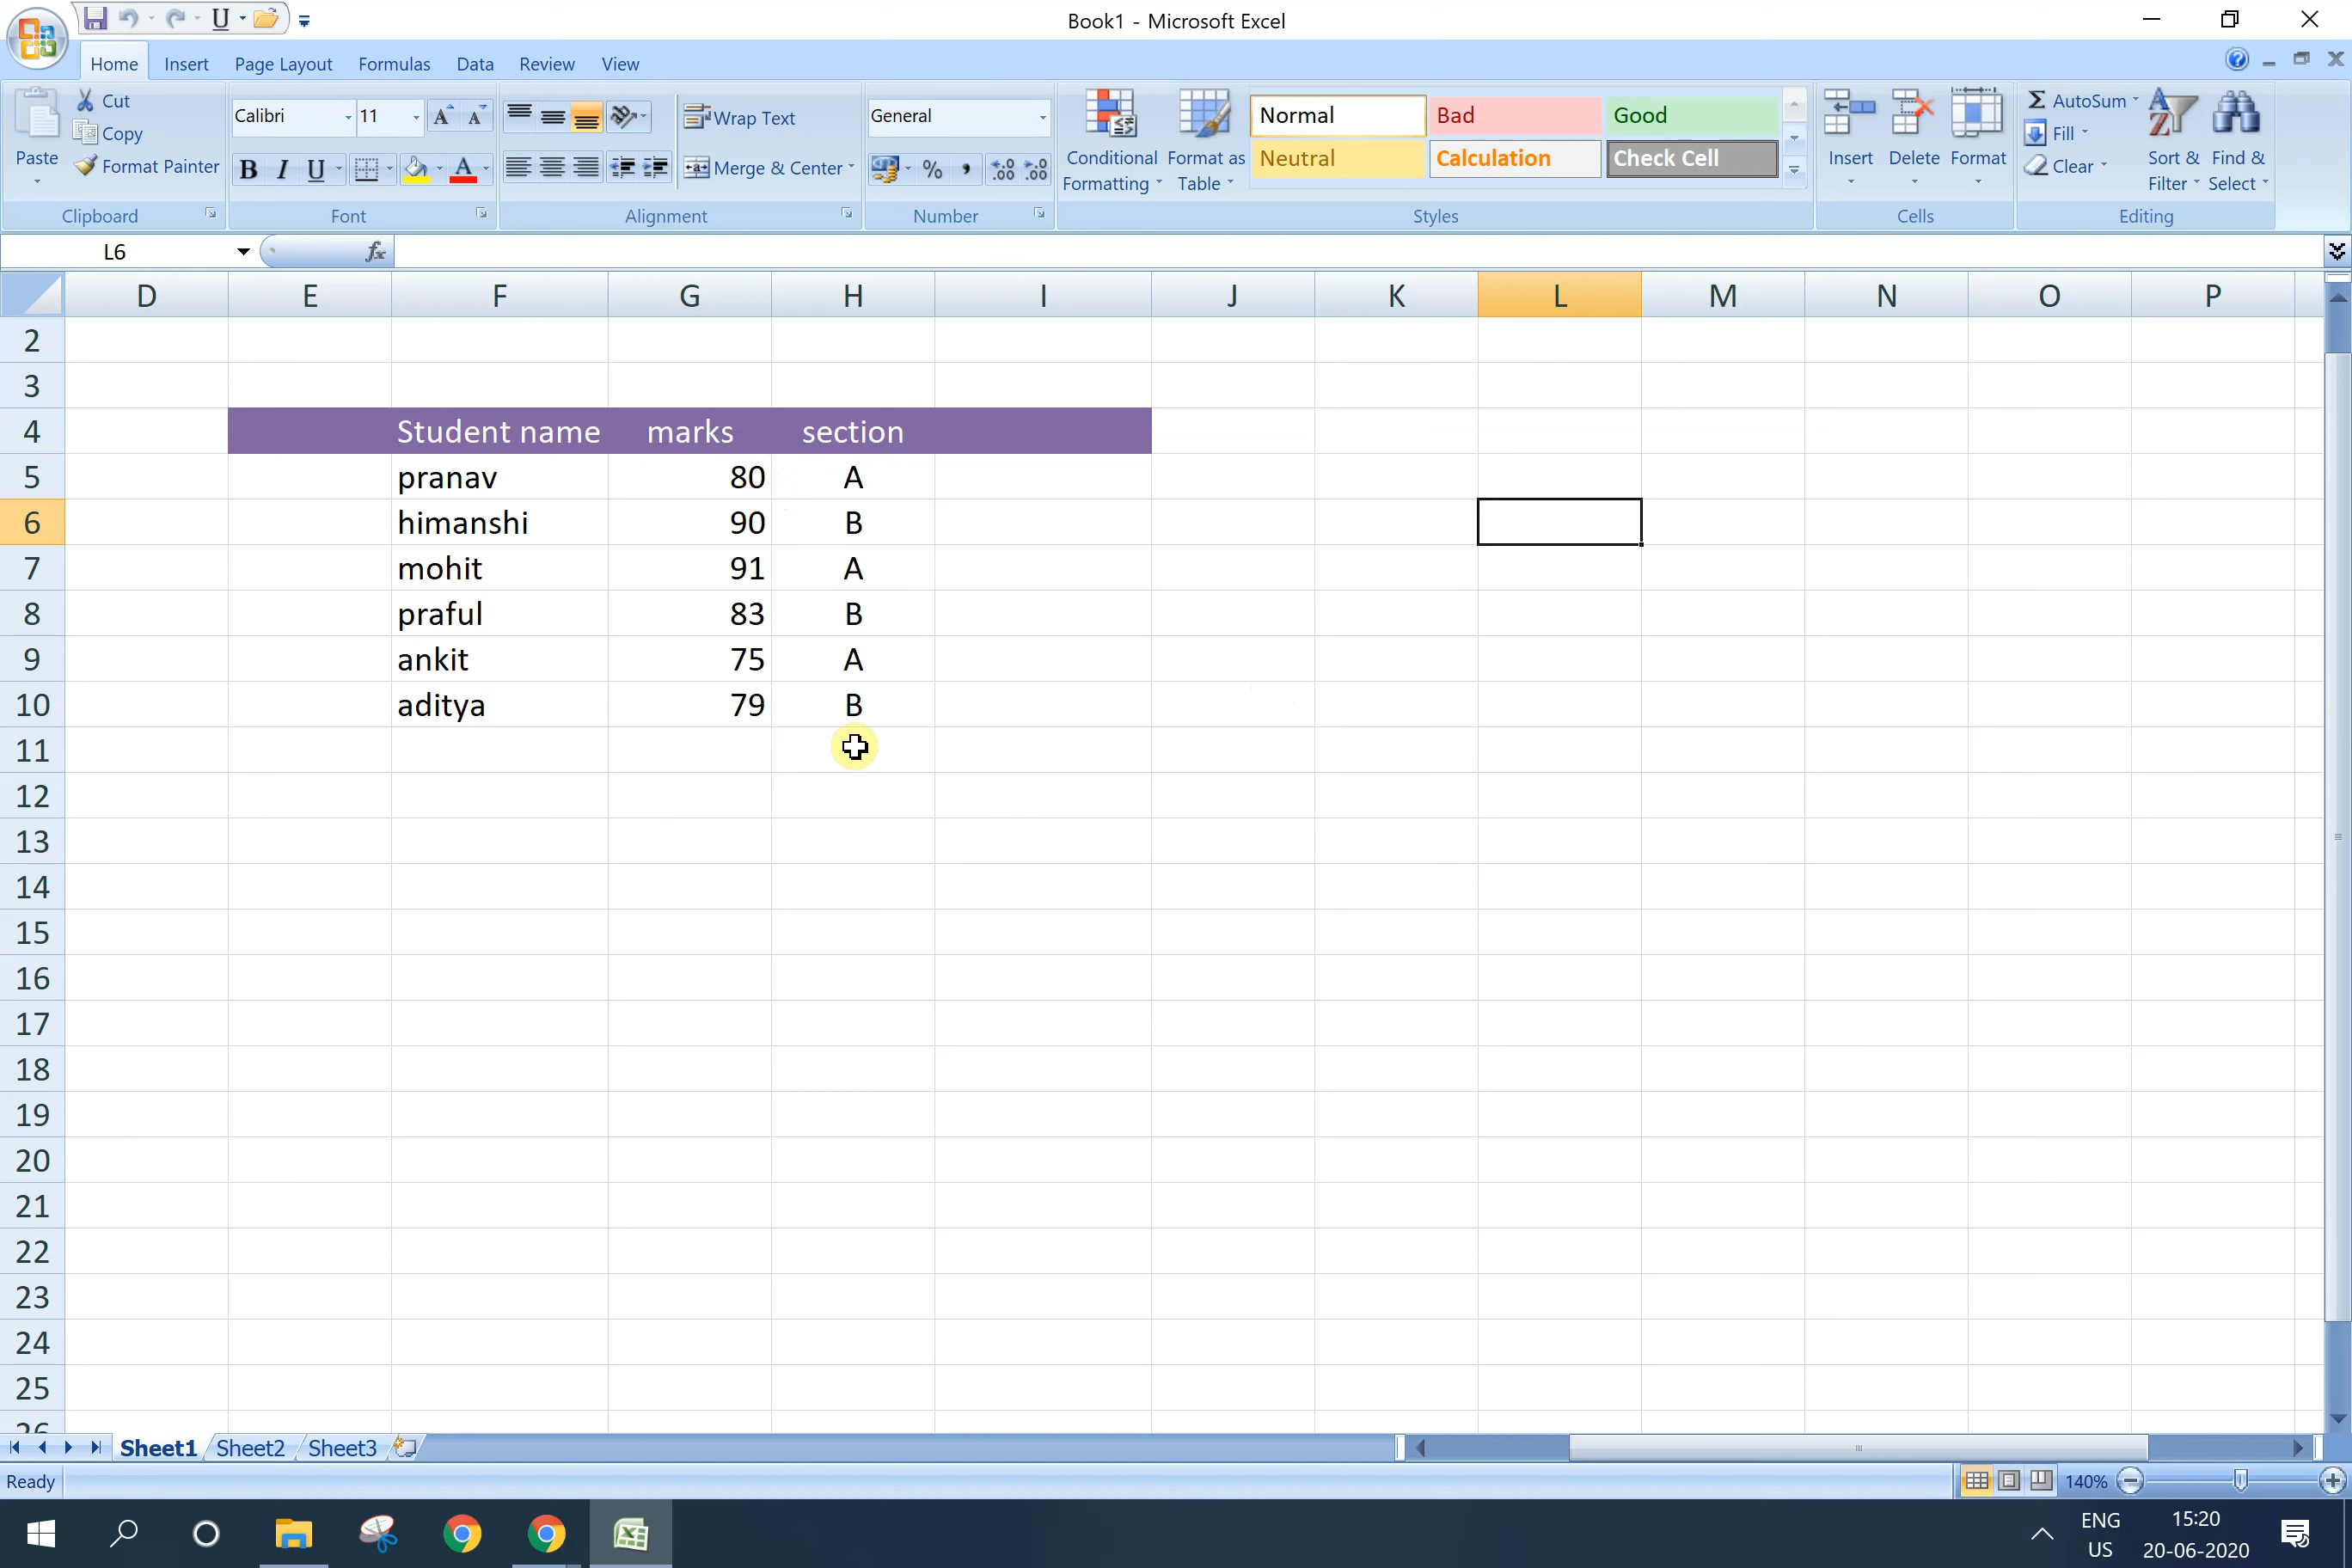 Book1 - Microsoft Excel
Home Insert Page Layout Formulas Data Review View
Paste
Cut
Copy
Format Painter
Clipboard
Calibri 11
B I U A
Font
Wrap Text
Merge & Center
Alignment
General
% ,
Number
Conditional Formatting
Format as Table
Normal Bad Good
Neutral Calculation Check Cell
Styles
Insert Delete Format
Cells
Σ AutoSum
Fill
Clear
Sort & Filter
Find & Select
Editing
L6 fx
D E F G H I J K L M N O P
2
3
4 Student name marks section
5 pranav 80 A
6 himanshi 90 B
7 mohit 91 A
8 praful 83 B
9 ankit 75 A
10 aditya 79 B
11
12
13
14
15
16
17
18
19
20
21
22
23
24
25
26
Sheet1 Sheet2 Sheet3
Ready 140%
ENG 15:20
US 20-06-2020